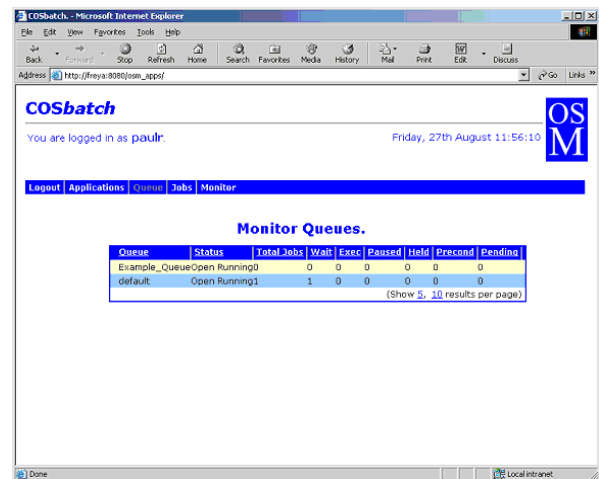 COSbatch. - Microsoft Internet Explorer
File Edit View Favorites Tools Help
Back Forward Stop Refresh Home Search Favorites Media History Mail Print Edit Discuss
Address http://freya:8080/osm_apps/ Go Links »
COSbatch
OS
M
You are logged in as paulr. Friday, 27th August 11:56:10
Logout Applications Queue Jobs Monitor
Monitor Queues.
Queue Status Total Jobs Wait Exec Paused Held Precond Pending
Example_Queue Open Running 0 0 0 0 0 0 0
default Open Running 1 1 0 0 0 0 0
(Show 5, 10 results per page)
Done Local intranet